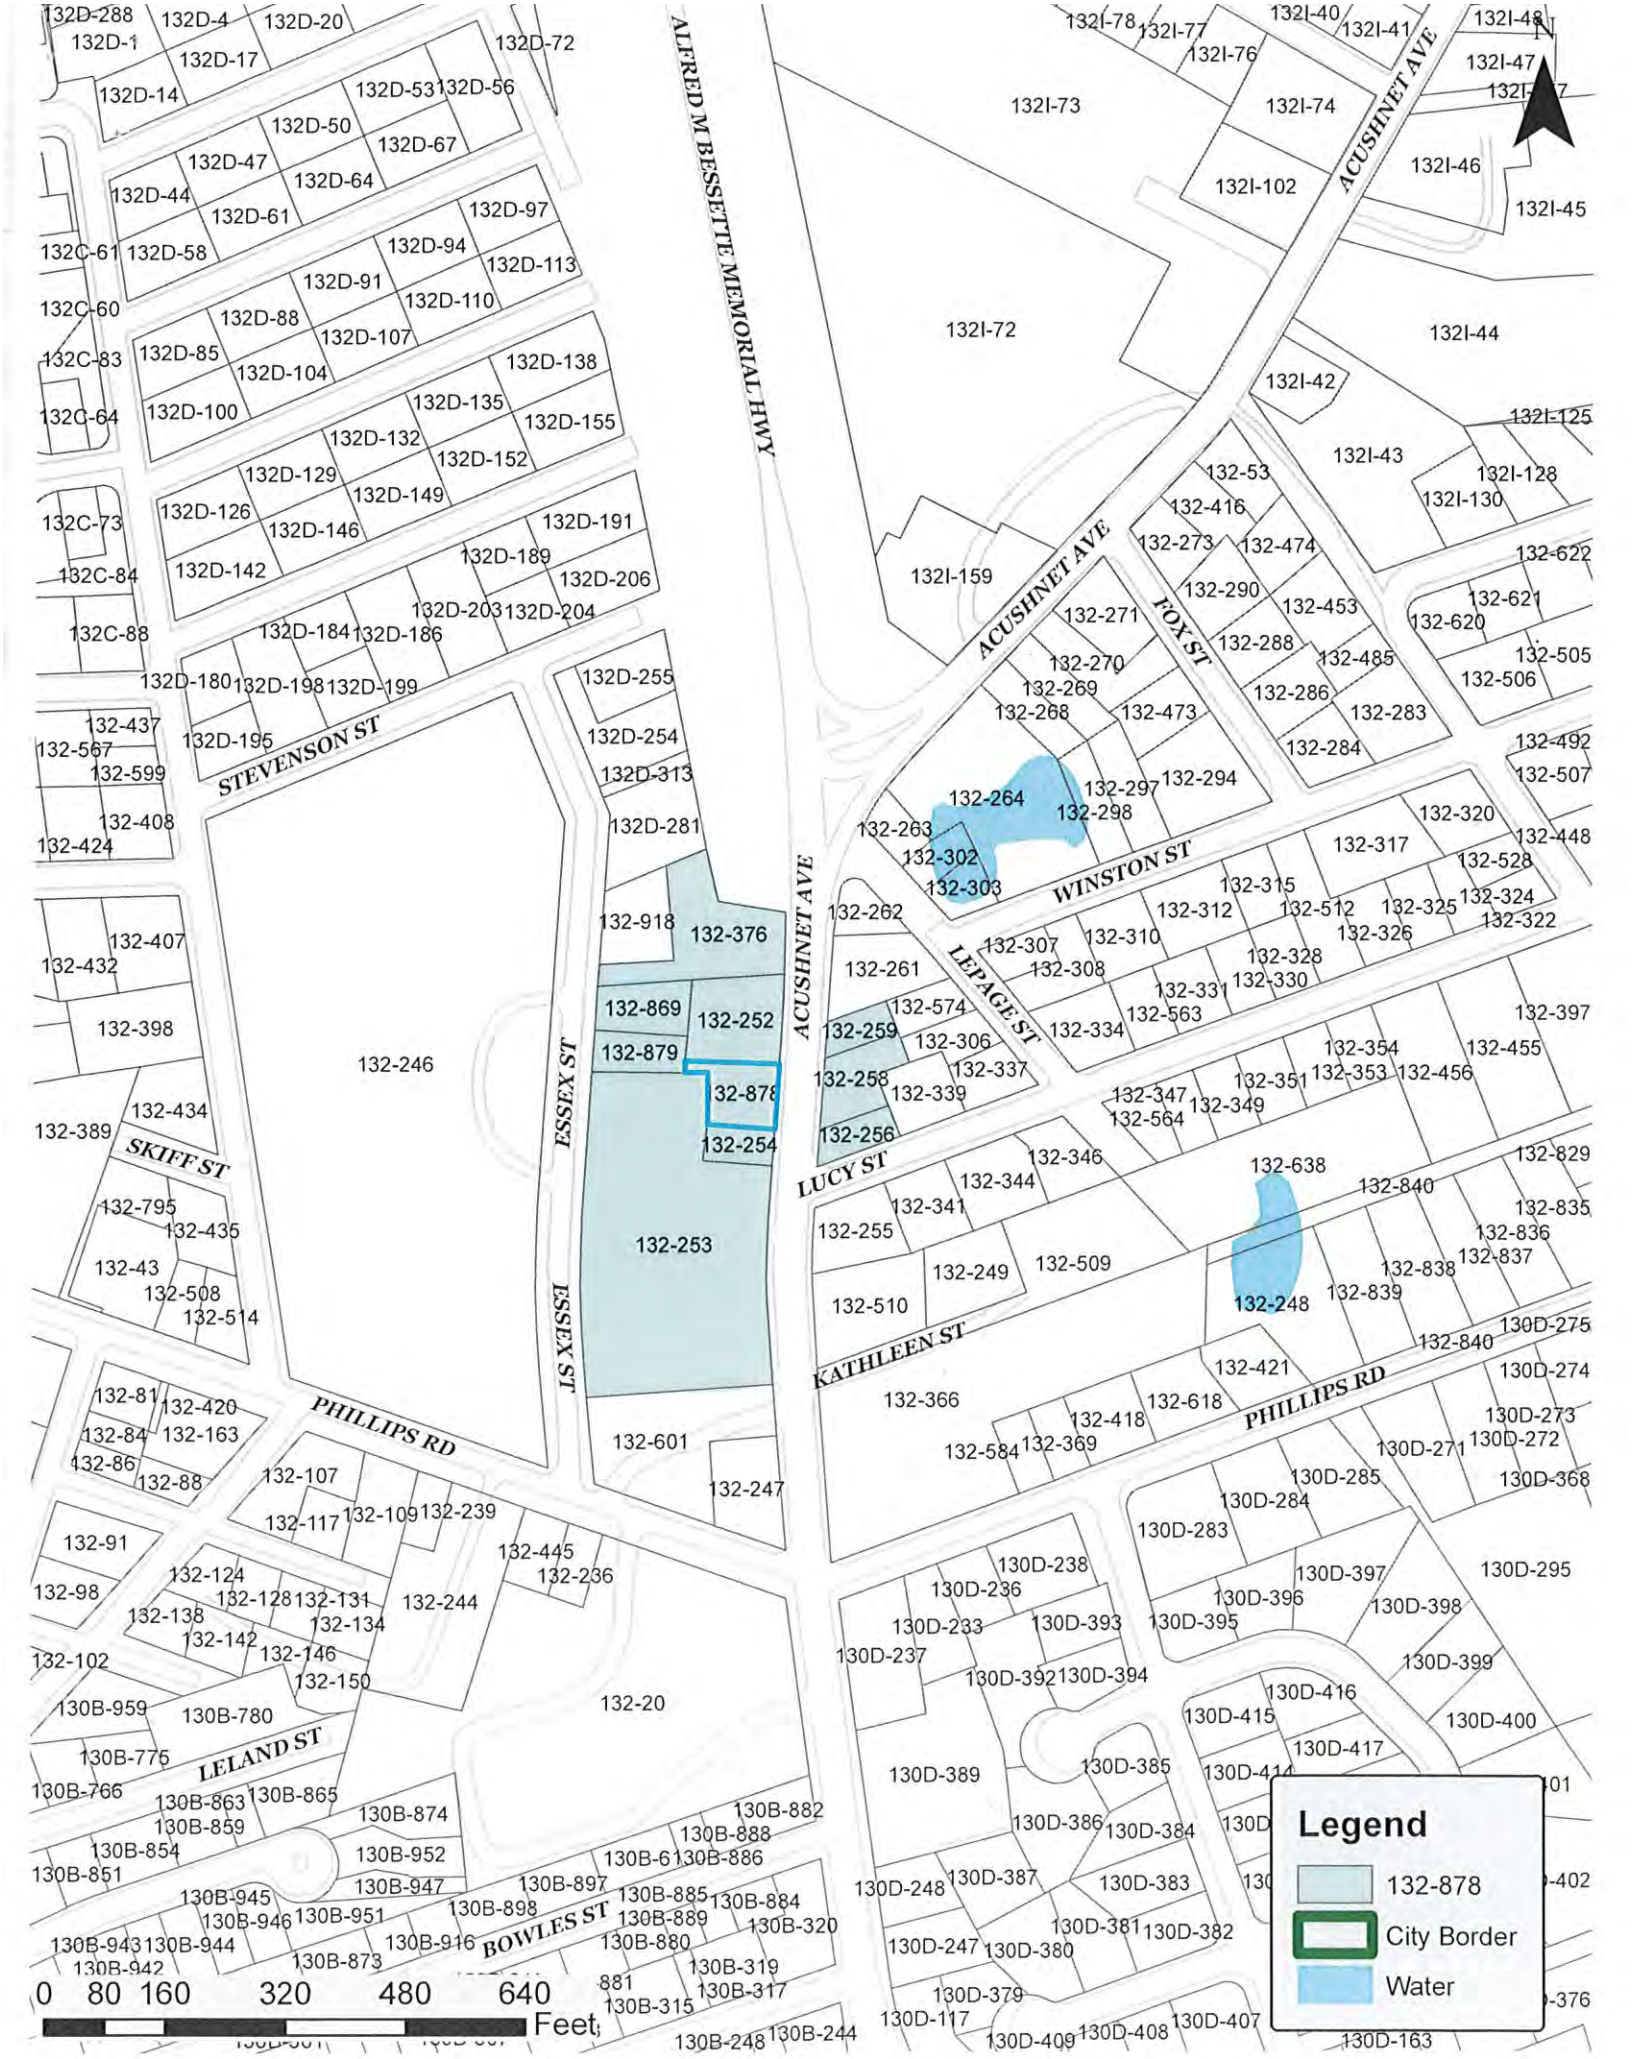 132D-288
132D-4
132D-20
132D-1
132D-17
132D-72
132D-14
132D-53
132D-56
132D-50
132D-67
132D-47
132D-64
132D-44
132D-61
132D-97
132C-61
132D-58
132D-94
132D-113
132D-91
132C-60
132D-88
132D-110
132D-107
132D-85
132C-83
132D-104
132D-138
132D-100
132D-135
132C-64
132D-155
132D-132
132D-152
132D-129
132D-149
132D-126
132C-73
132D-146
132D-191
132D-142
132D-189
132C-84
132D-206
132D-203
132D-204
132C-88
132D-184
132D-186
132D-180
132D-198
132D-199
132D-255
132-437
132D-195
132D-254
132-567
132-599
STEVENSON ST
132D-313
132-408
132D-281
132-424
ALFRED M BESSETTE MEMORIAL HWY
132I-78
132I-77
132I-40
132I-41
132I-48
N
132I-76
132I-47
132I-73
132I-74
ACUSHNET AVE
132I-46
132I-102
132I-45
132I-72
132I-44
132I-42
132I-125
132I-43
132I-128
132I-130
132-53
132-416
132-273
132-474
132-622
132I-159
132-290
132-621
ACUSHNET AVE
132-271
FOX ST
132-453
132-620
132-288
132-485
132-505
132-270
132-269
132-286
132-506
132-268
132-473
132-283
132-284
132-492
132-507
132-264
132-297
132-294
132-298
132-320
132-263
132-317
132-448
132-302
132-303
WINSTON ST
132-528
132-315
132-324
132-512
132-325
132-322
132-312
132-326
132-262
132-310
132-307
132-328
132-308
132-330
132-261
LEPAGE ST
132-331
132-574
132-563
132-397
132-259
132-306
132-334
132-354
132-455
132-337
132-353
132-456
132-258
132-351
132-339
132-347
132-349
132-564
132-256
132-407
132-918
132-376
ACUSHNET AVE
132-432
132-869
132-252
132-398
132-879
132-246
ESSEX ST
132-878
132-434
132-254
132-389
SKIFF ST
LUCY ST
132-346
132-344
132-638
132-829
132-840
132-795
132-341
132-835
132-435
132-255
132-836
132-253
132-837
132-43
132-249
132-509
132-838
132-508
132-839
132-514
132-510
132-248
ESSEX ST
130D-275
KATHLEEN ST
132-840
132-421
130D-274
132-81
132-420
PHILLIPS RD
132-366
132-618
PHILLIPS RD
130D-273
132-84
132-163
132-418
130D-272
132-601
132-584
132-369
130D-271
132-86
132-88
132-107
130D-285
130D-368
132-247
130D-284
132-117
132-109
132-239
130D-283
132-91
132-445
130D-238
130D-295
132-124
132-236
130D-236
130D-397
132-98
132-128
132-131
132-244
130D-396
130D-398
132-138
132-134
130D-233
130D-393
130D-395
132-142
132-146
130D-237
132-102
132-150
130D-392
130D-394
130D-399
132-20
130D-416
130B-959
130B-780
130D-415
130D-400
130B-775
LELAND ST
130D-417
130B-766
130D-389
130D-385
130D-414
130B-863
130B-865
130B-874
130B-882
130D-386
130D-384
130B-859
130B-888
130B-854
130B-952
130B-886
130B-851
130B-947
130B-897
130D-387
130D-383
130B-945
130B-885
130B-884
130D-248
130B-946
130B-951
130B-898
130B-889
130B-320
130D-381
130D-382
130B-943
130B-944
130B-916
BOWLES ST
130B-880
130D-247
130D-380
130B-942
130B-873
130B-319
881
130B-317
130D-379
130B-315
130D-117
130D-407
130D-408
130B-248
130B-244
130D-409
130D-163
Legend
132-878
City Border
Water
0 80 160 320 480 640
Feet